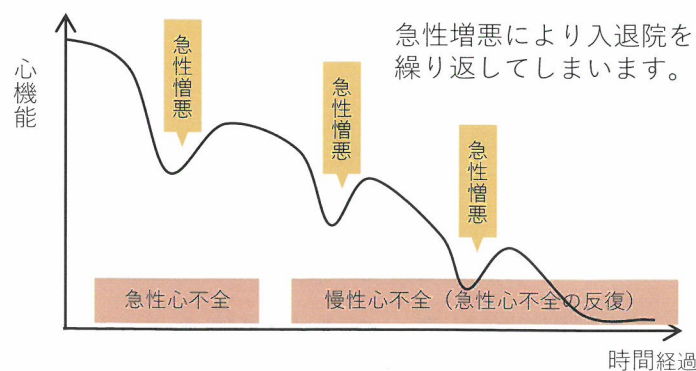 急性増悪により入退院を
繰り返してしまいます。
心機能
急性増悪
急性増悪
急性増悪
急性心不全
慢性心不全（急性心不全の反復）
時間経過